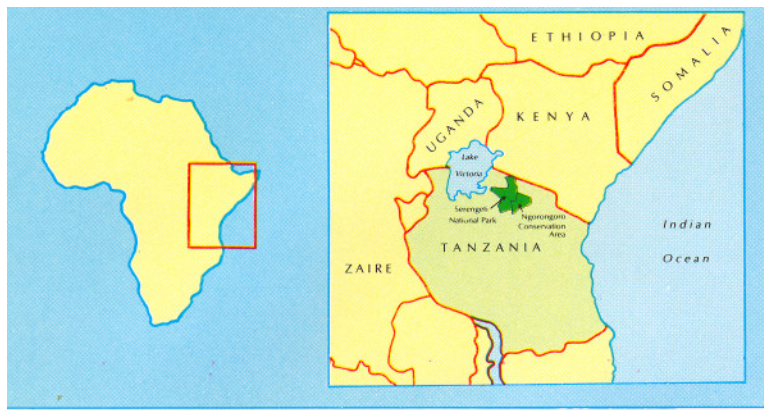 ETHIOPIA
SOMALIA
UGANDA
KENYA
Lake
Victoria
Serengeti
National Park
Ngorongoro
Conservation
Area
TANZANIA
Indian
Ocean
ZAIRE